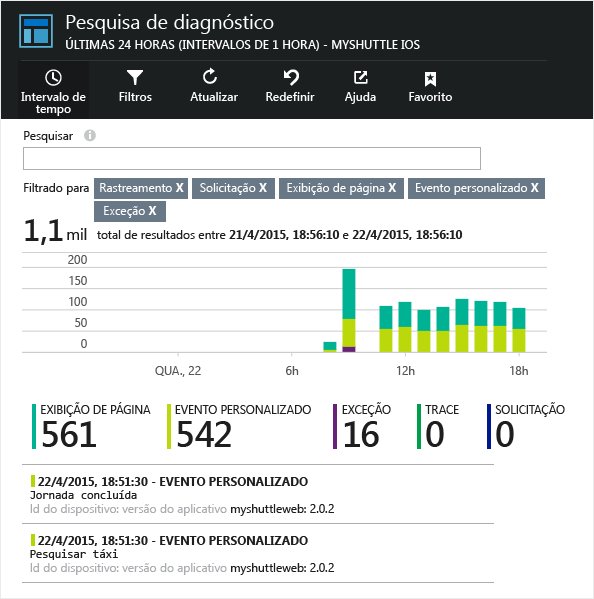 Pesquisa de diagnóstico
ÚLTIMAS 24 HORAS (INTERVALOS DE 1 HORA) - MYSHUTTLE IOS
Intervalo de tempo
Filtros
Atualizar
Redefinir
Ajuda
Favorito
Pesquisar
Filtrado para Rastreamento X Solicitação X Exibição de página X Evento personalizado X
Exceção X
1,1 mil total de resultados entre 21/4/2015, 18:56:10 e 22/4/2015, 18:56:10
200
150
100
50
0
QUA., 22 6h 12h 18h
EXIBIÇÃO DE PÁGINA
561
EVENTO PERSONALIZADO
542
EXCEÇÃO
16
TRACE
0
SOLICITAÇÃO
0
22/4/2015, 18:51:30 - EVENTO PERSONALIZADO
Jornada concluída
Id do dispositivo: versão do aplicativo myshuttleweb: 2.0.2
22/4/2015, 18:51:30 - EVENTO PERSONALIZADO
Pesquisar táxi
Id do dispositivo: versão do aplicativo myshuttleweb: 2.0.2